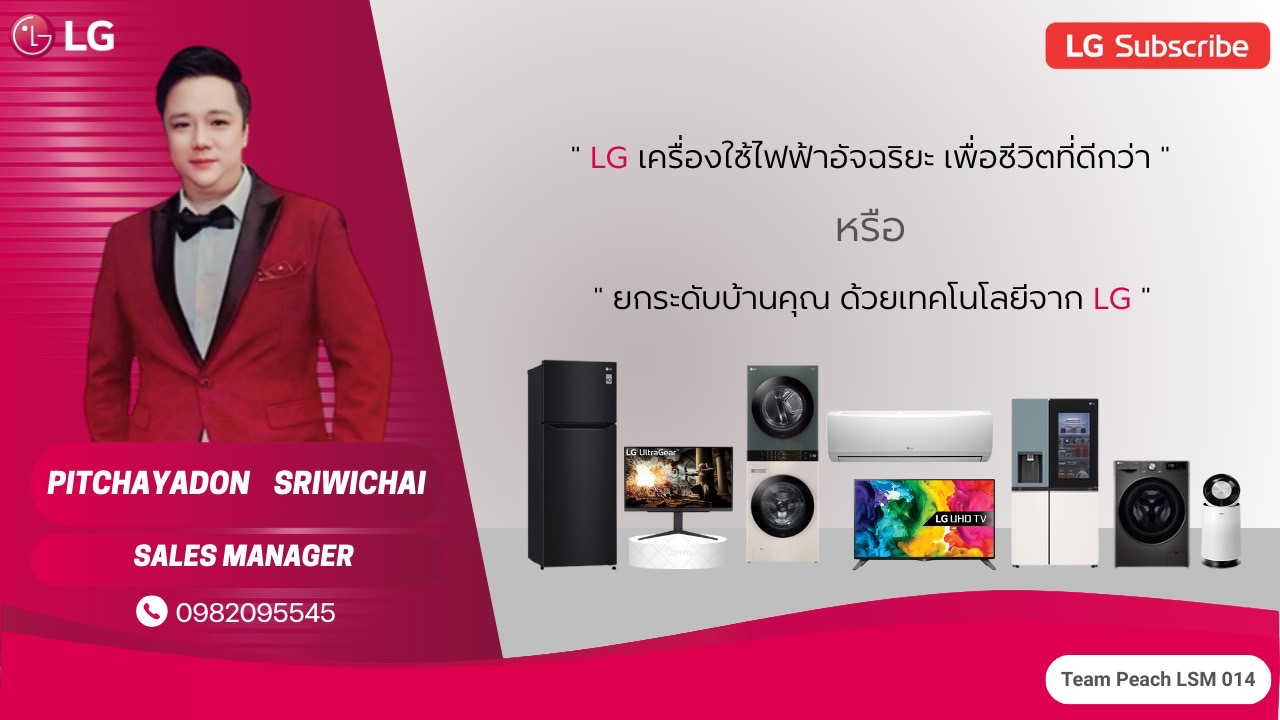 LG
LG Subscribe
" LG เครื่องใช้ไฟฟ้าอัจฉริยะ เพื่อชีวิตที่ดีกว่า "
หรือ
" ยกระดับบ้านคุณ ด้วยเทคโนโลยีจาก LG "
LG UltraGear
LG UHD TV
PITCHAYADON SRIWICHAI
SALES MANAGER
0982095545
Team Peach LSM 014